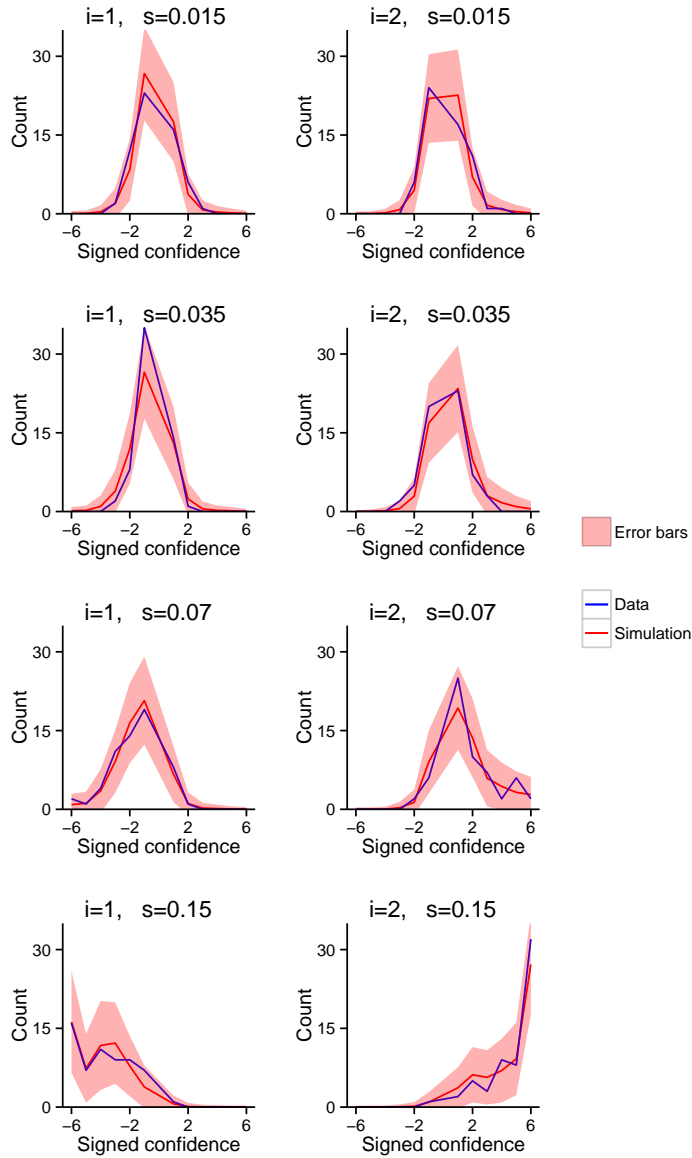 i=1, s=0.015
i=2, s=0.015
Count
30
15
0
−6 −2 2 6
Signed confidence
Count
30
15
0
−6 −2 2 6
Signed confidence
i=1, s=0.035
i=2, s=0.035
Count
30
15
0
−6 −2 2 6
Signed confidence
Count
30
15
0
−6 −2 2 6
Signed confidence
Error bars
Data
Simulation
i=1, s=0.07
i=2, s=0.07
Count
30
15
0
−6 −2 2 6
Signed confidence
Count
30
15
0
−6 −2 2 6
Signed confidence
i=1, s=0.15
i=2, s=0.15
Count
30
15
0
−6 −2 2 6
Signed confidence
Count
30
15
0
−6 −2 2 6
Signed confidence